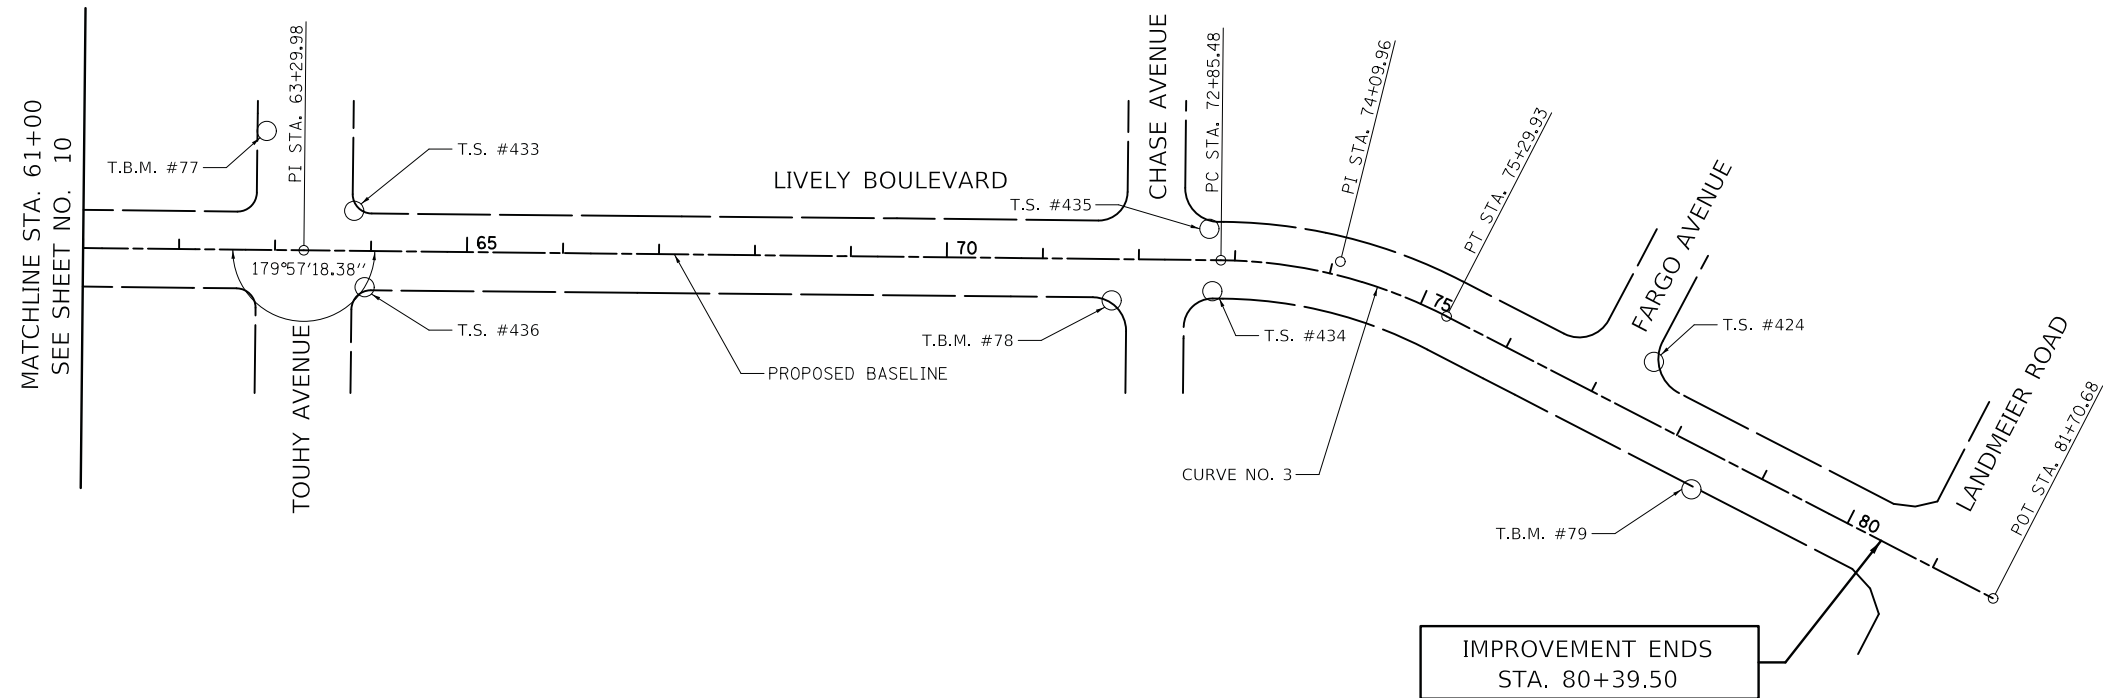 MATCHLINE STA. 61+00
SEE SHEET NO. 10
T.B.M. #77
PI STA. 63+29.98
T.S. #433
179°57'18.38''
TOUHY AVENUE
T.S. #436
65
LIVELY BOULEVARD
PROPOSED BASELINE
70
T.S. #435
T.B.M. #78
CHASE AVENUE
PC STA. 72+85.48
T.S. #434
PI STA. 74+09.96
CURVE NO. 3
75
PT STA. 75+29.93
FARGO AVENUE
T.S. #424
T.B.M. #79
80
LANDMEIER ROAD
POT STA. 81+70.68
IMPROVEMENT ENDS
STA. 80+39.50